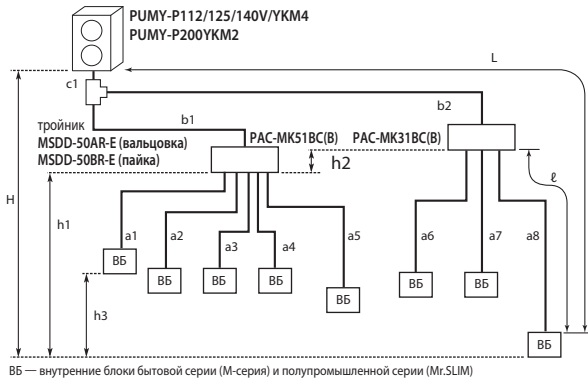 PUMY-P112/125/140V/YKM4
PUMY-P200YKM2
L
c1
b1
b2
тройник
MSDD-50AR-E (вальцовка)
MSDD-50BR-E (пайка)
PAC-MK51BC(B)
PAC-MK31BC(B)
h2
ℓ
H
h1
a1
a2
a3
a4
a5
a6
a7
a8
ВБ
ВБ
ВБ
ВБ
ВБ
ВБ
ВБ
ВБ
h3
ВБ — внутренние блоки бытовой серии (М-серия) и полупромышленной серии (Mr.SLIM)